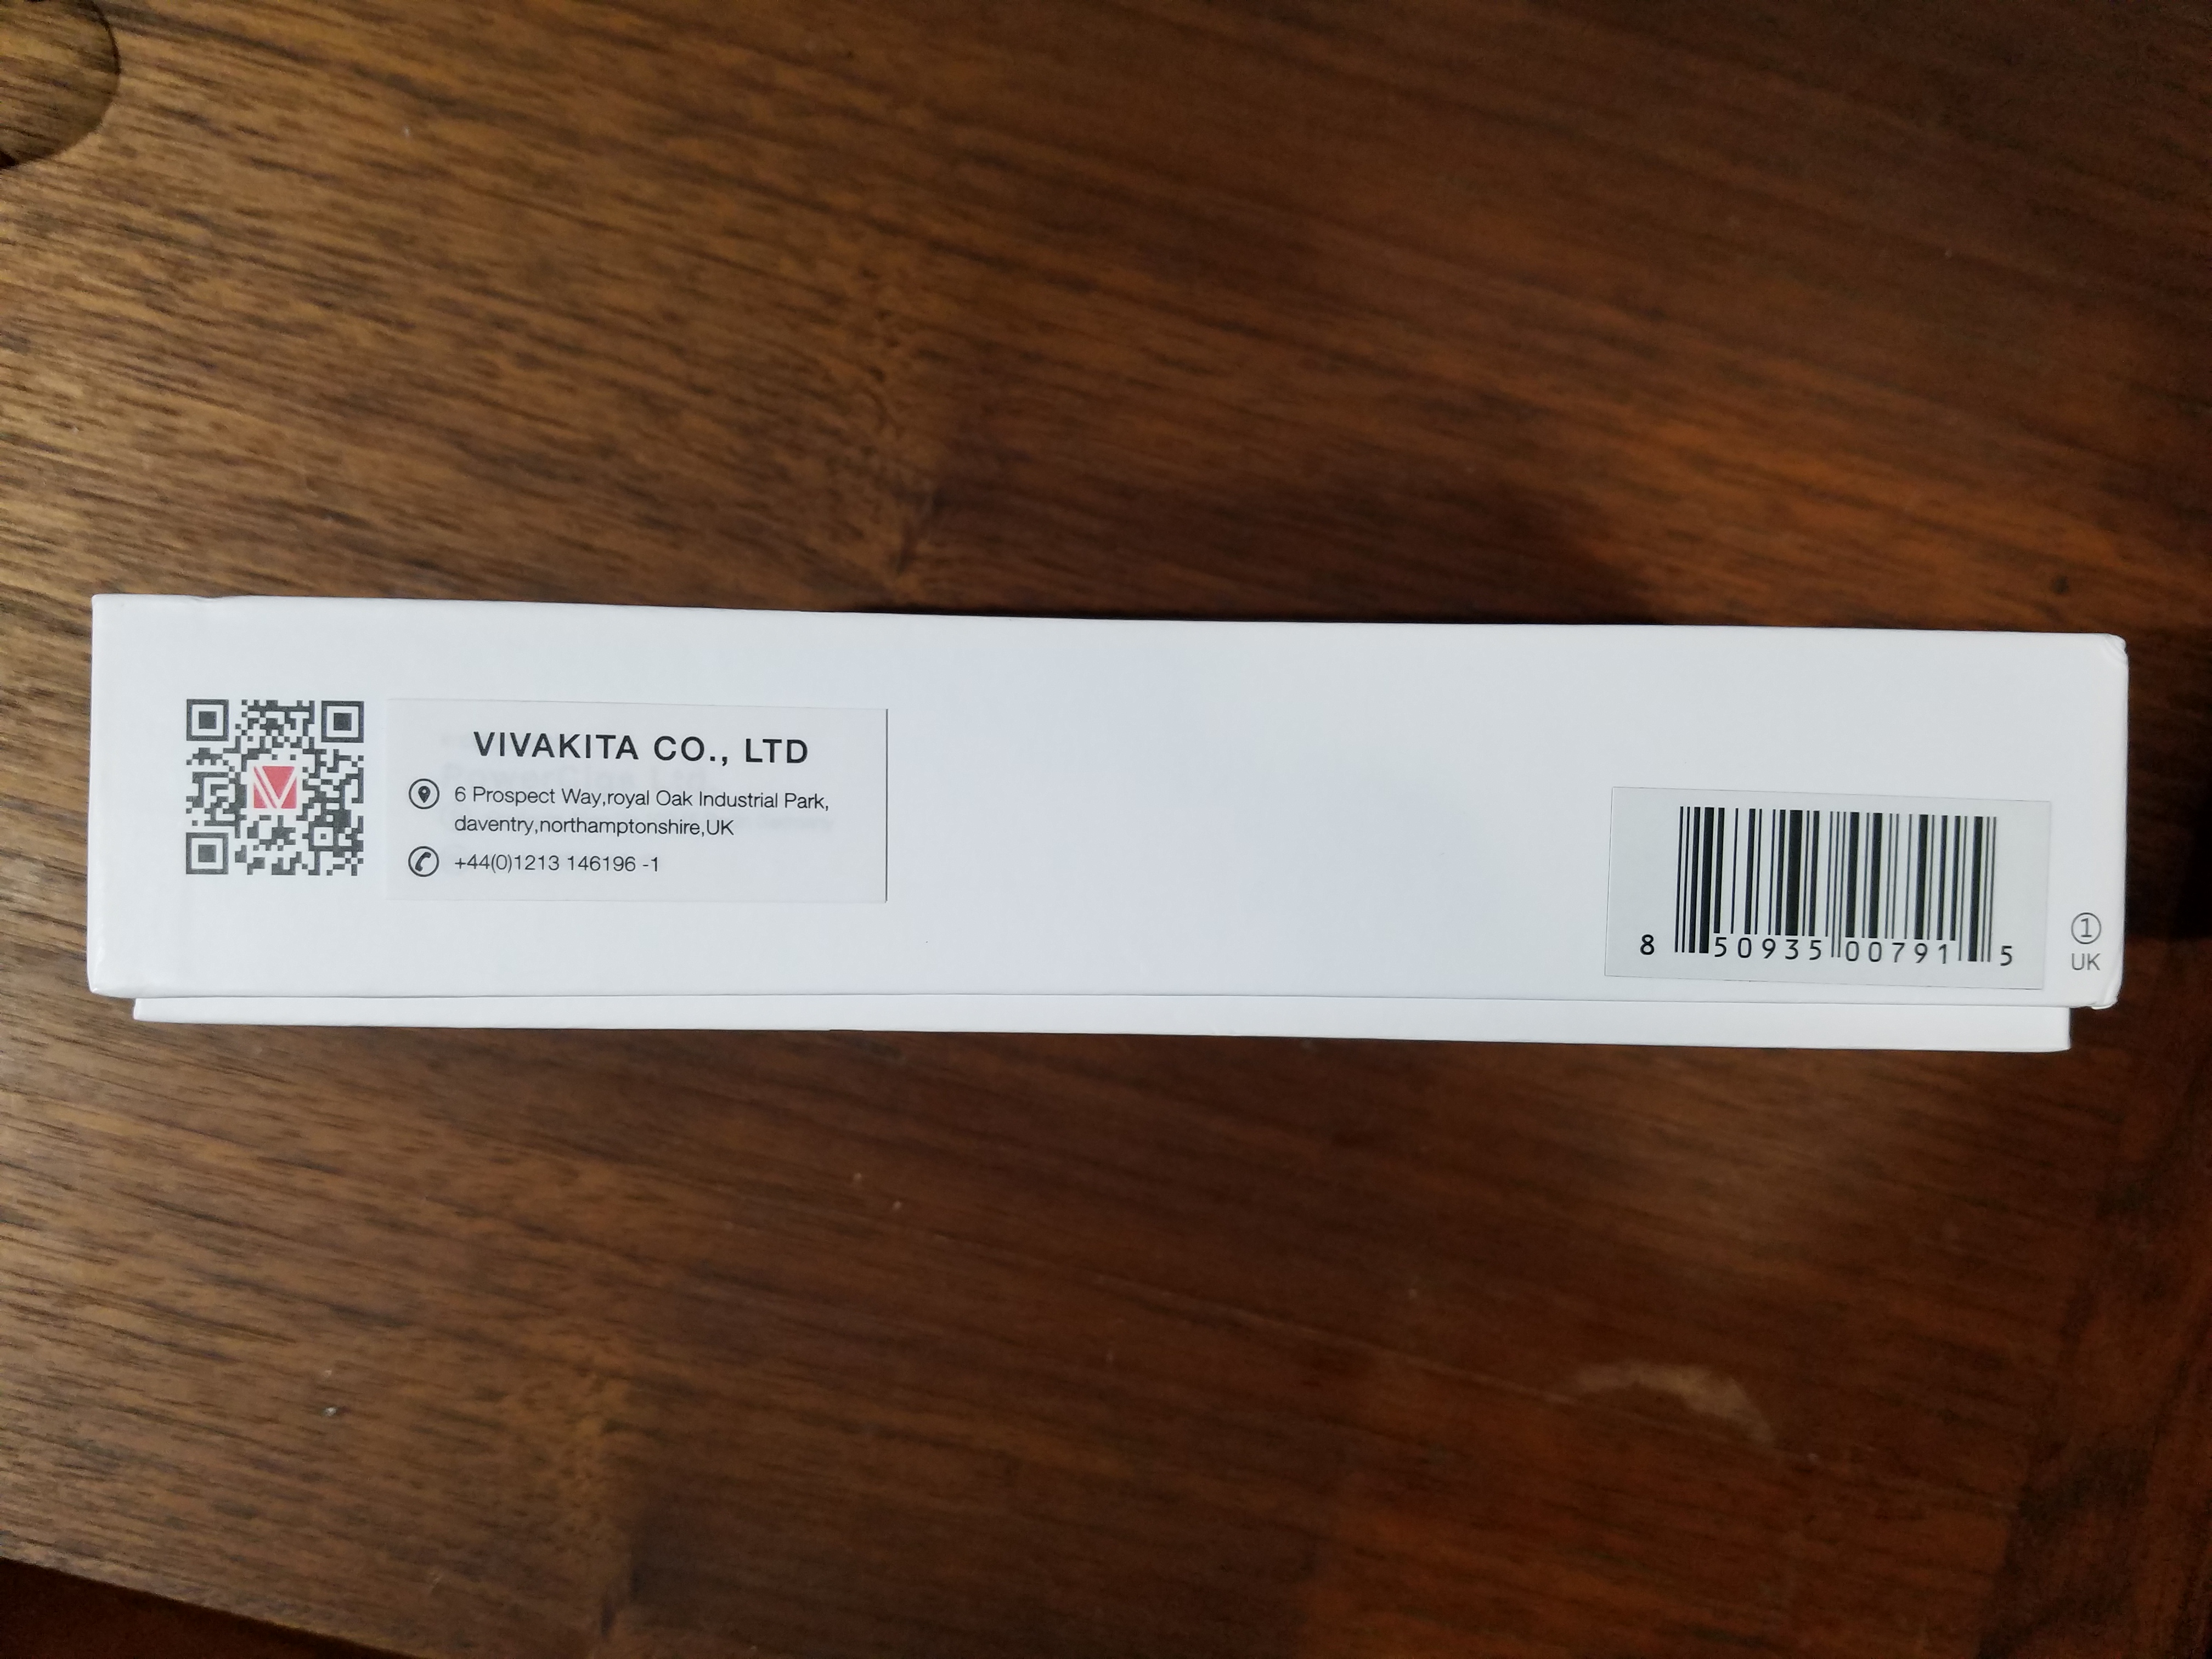 VIVAKITA CO., LTD
6 Prospect Way,royal Oak Industrial Park,
daventry,northamptonshire,UK
+44(0)1213 146196 -1
8 50935 00791 5
1
UK